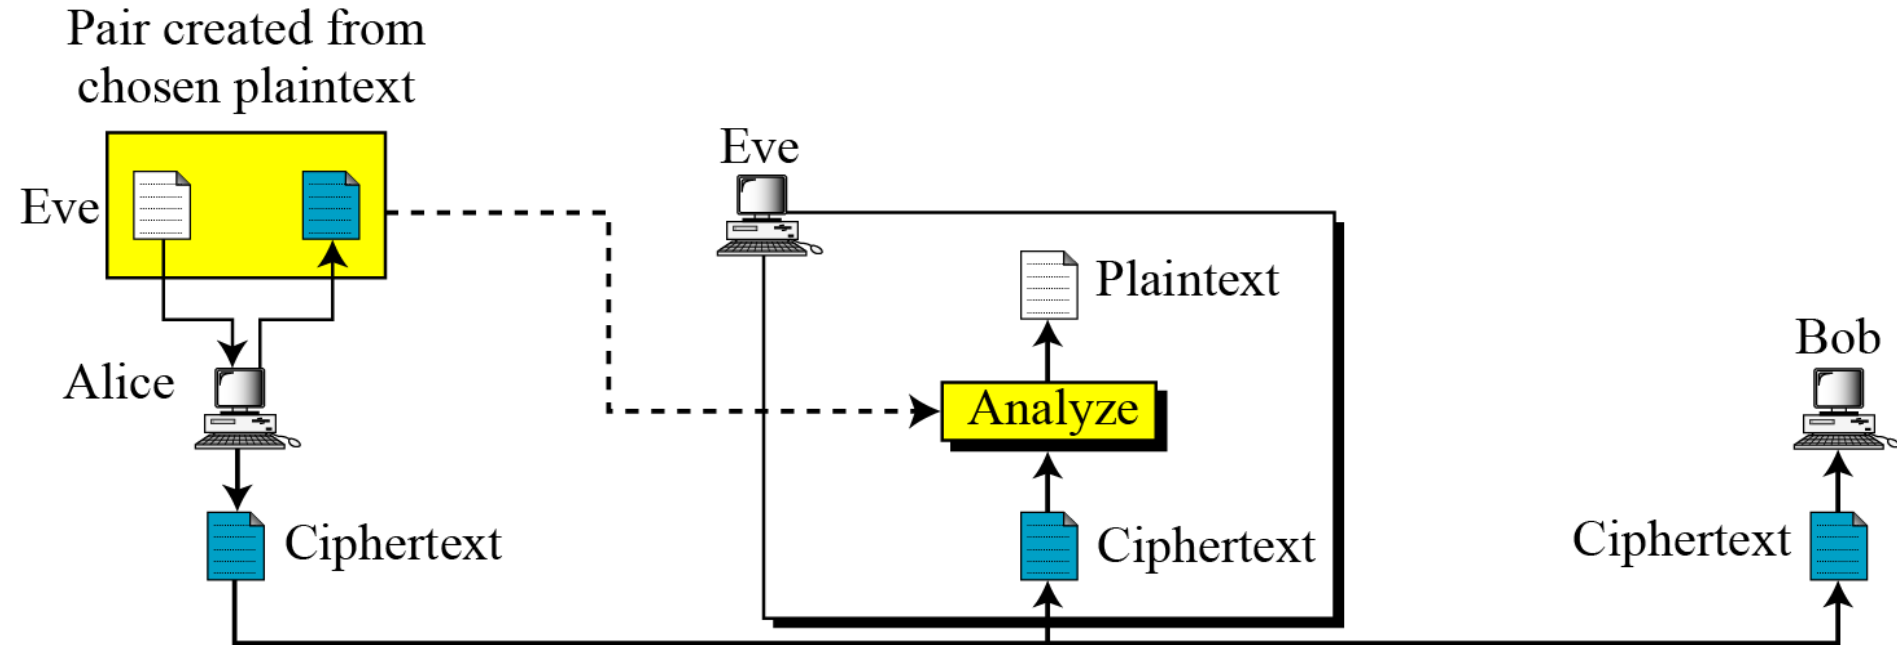 Pair created from
chosen plaintext
Eve
Eve
Plaintext
Bob
Alice
Analyze
Ciphertext
Ciphertext
Ciphertext